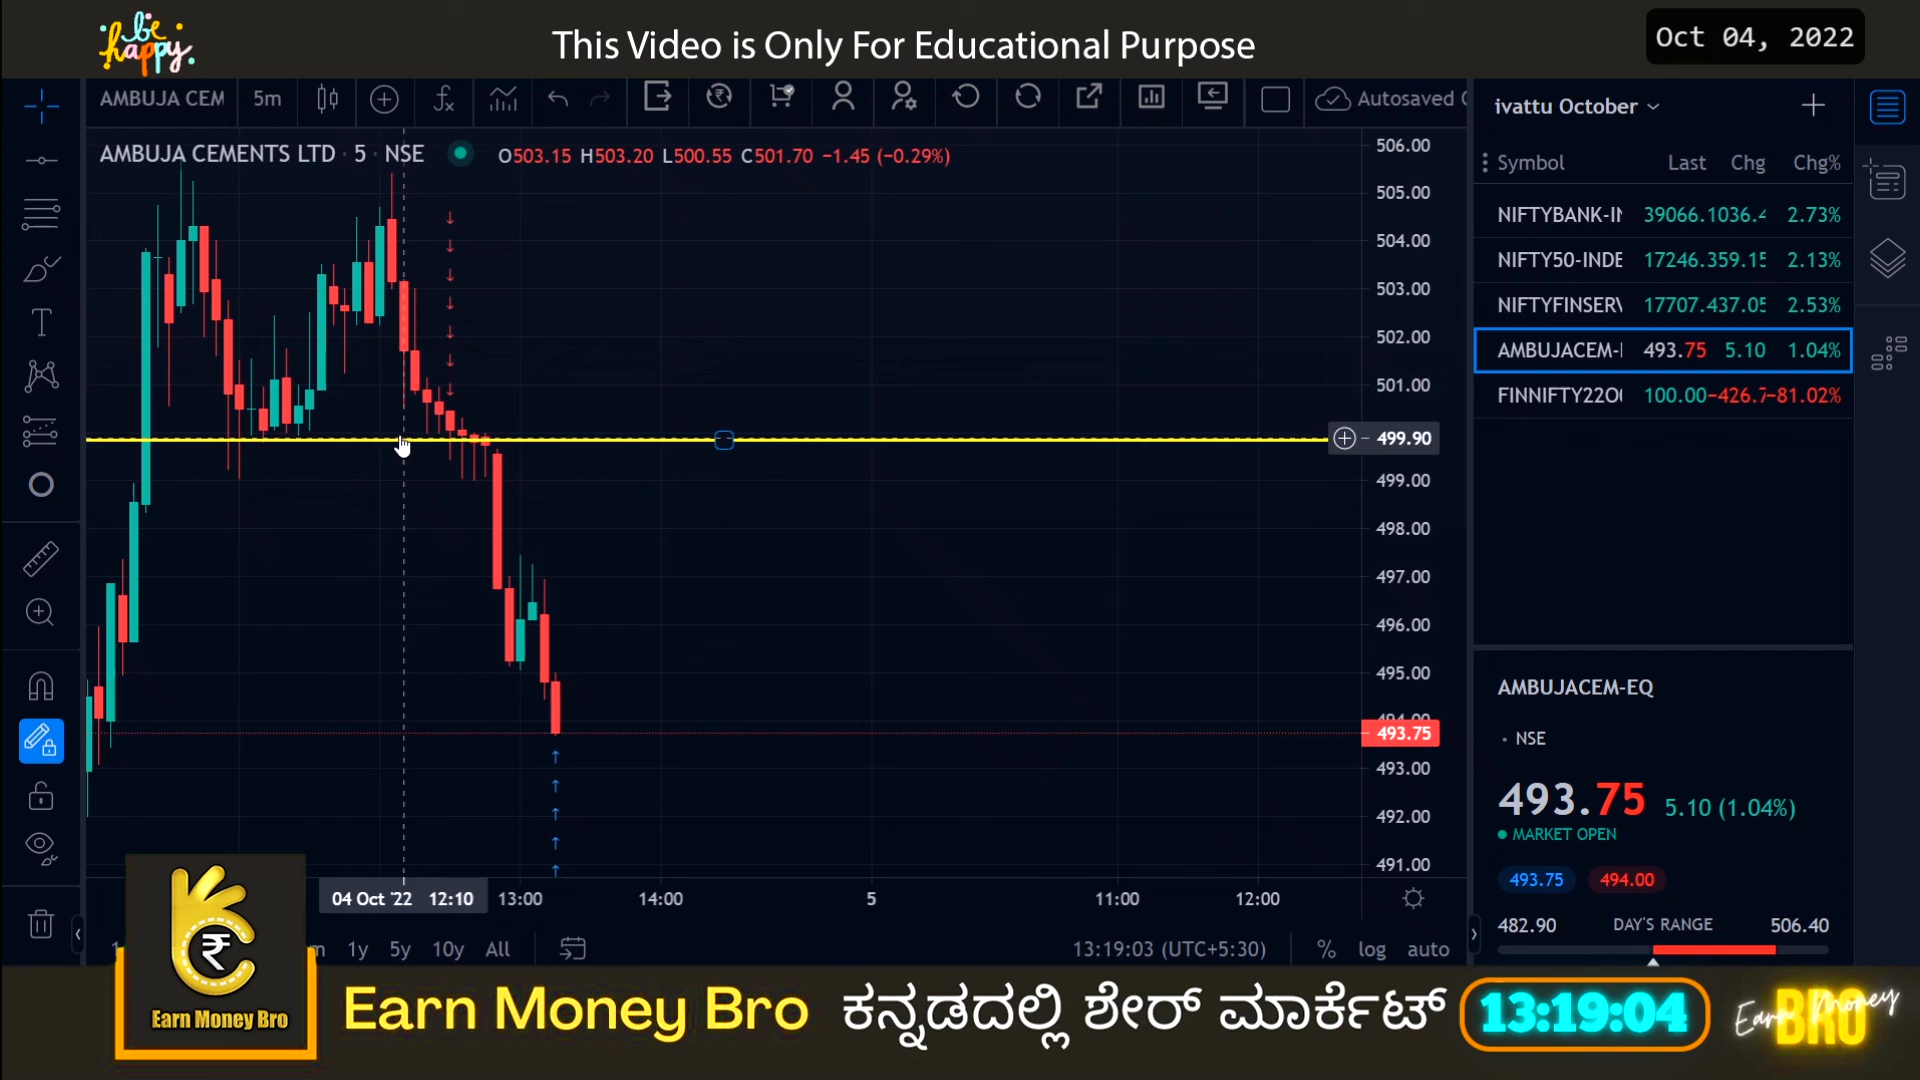 be happy
This Video is Only For Educational Purpose
Oct 04, 2022
AMBUJA CEM 5m Autosaved
ivattu October
AMBUJA CEMENTS LTD · 5 · NSE O503.15 H503.20 L500.55 C501.70 −1.45 (−0.29%)
Symbol Last Chg Chg%
NIFTYBANK-I 39066.1036.4 2.73%
NIFTY50-INDE 17246.359.15 2.13%
NIFTYFINSERV 17707.437.05 2.53%
AMBUJACEM- 493.75 5.10 1.04%
FINNIFTY22O 100.00−426.7−81.02%
506.00
505.00
504.00
503.00
502.00
501.00
499.90
499.00
498.00
497.00
496.00
495.00
494.00
493.75
493.00
492.00
491.00
AMBUJACEM-EQ
NSE
493.75 5.10 (1.04%)
MARKET OPEN
493.75 494.00
482.90 DAY'S RANGE 506.40
04 Oct '22 12:10 13:00 14:00 5 11:00 12:00
1y 5y 10y All 13:19:03 (UTC+5:30) % log auto
₹
Earn Money Bro
Earn Money Bro ಕನ್ನಡದಲ್ಲಿ ಶೇರ್ ಮಾರ್ಕೆಟ್ 13:19:04
Earn Money
BRO